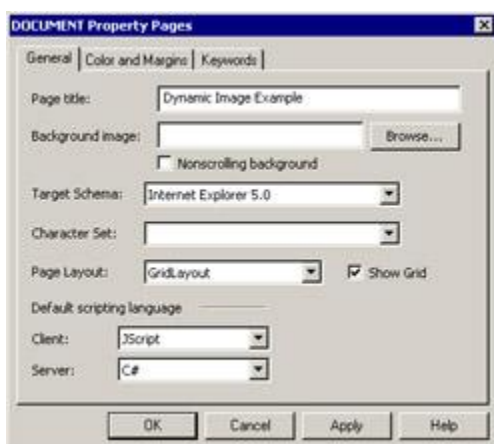 DOCUMENT Property Pages
General Color and Margins Keywords
Page title: Dynamic Image Example
Background image: Browse...
Nonscrolling background
Target Schema: Internet Explorer 5.0
Character Set:
Page Layout: GridLayout Show Grid
Default scripting language
Client: JScript
Server: C#
OK Cancel Apply Help